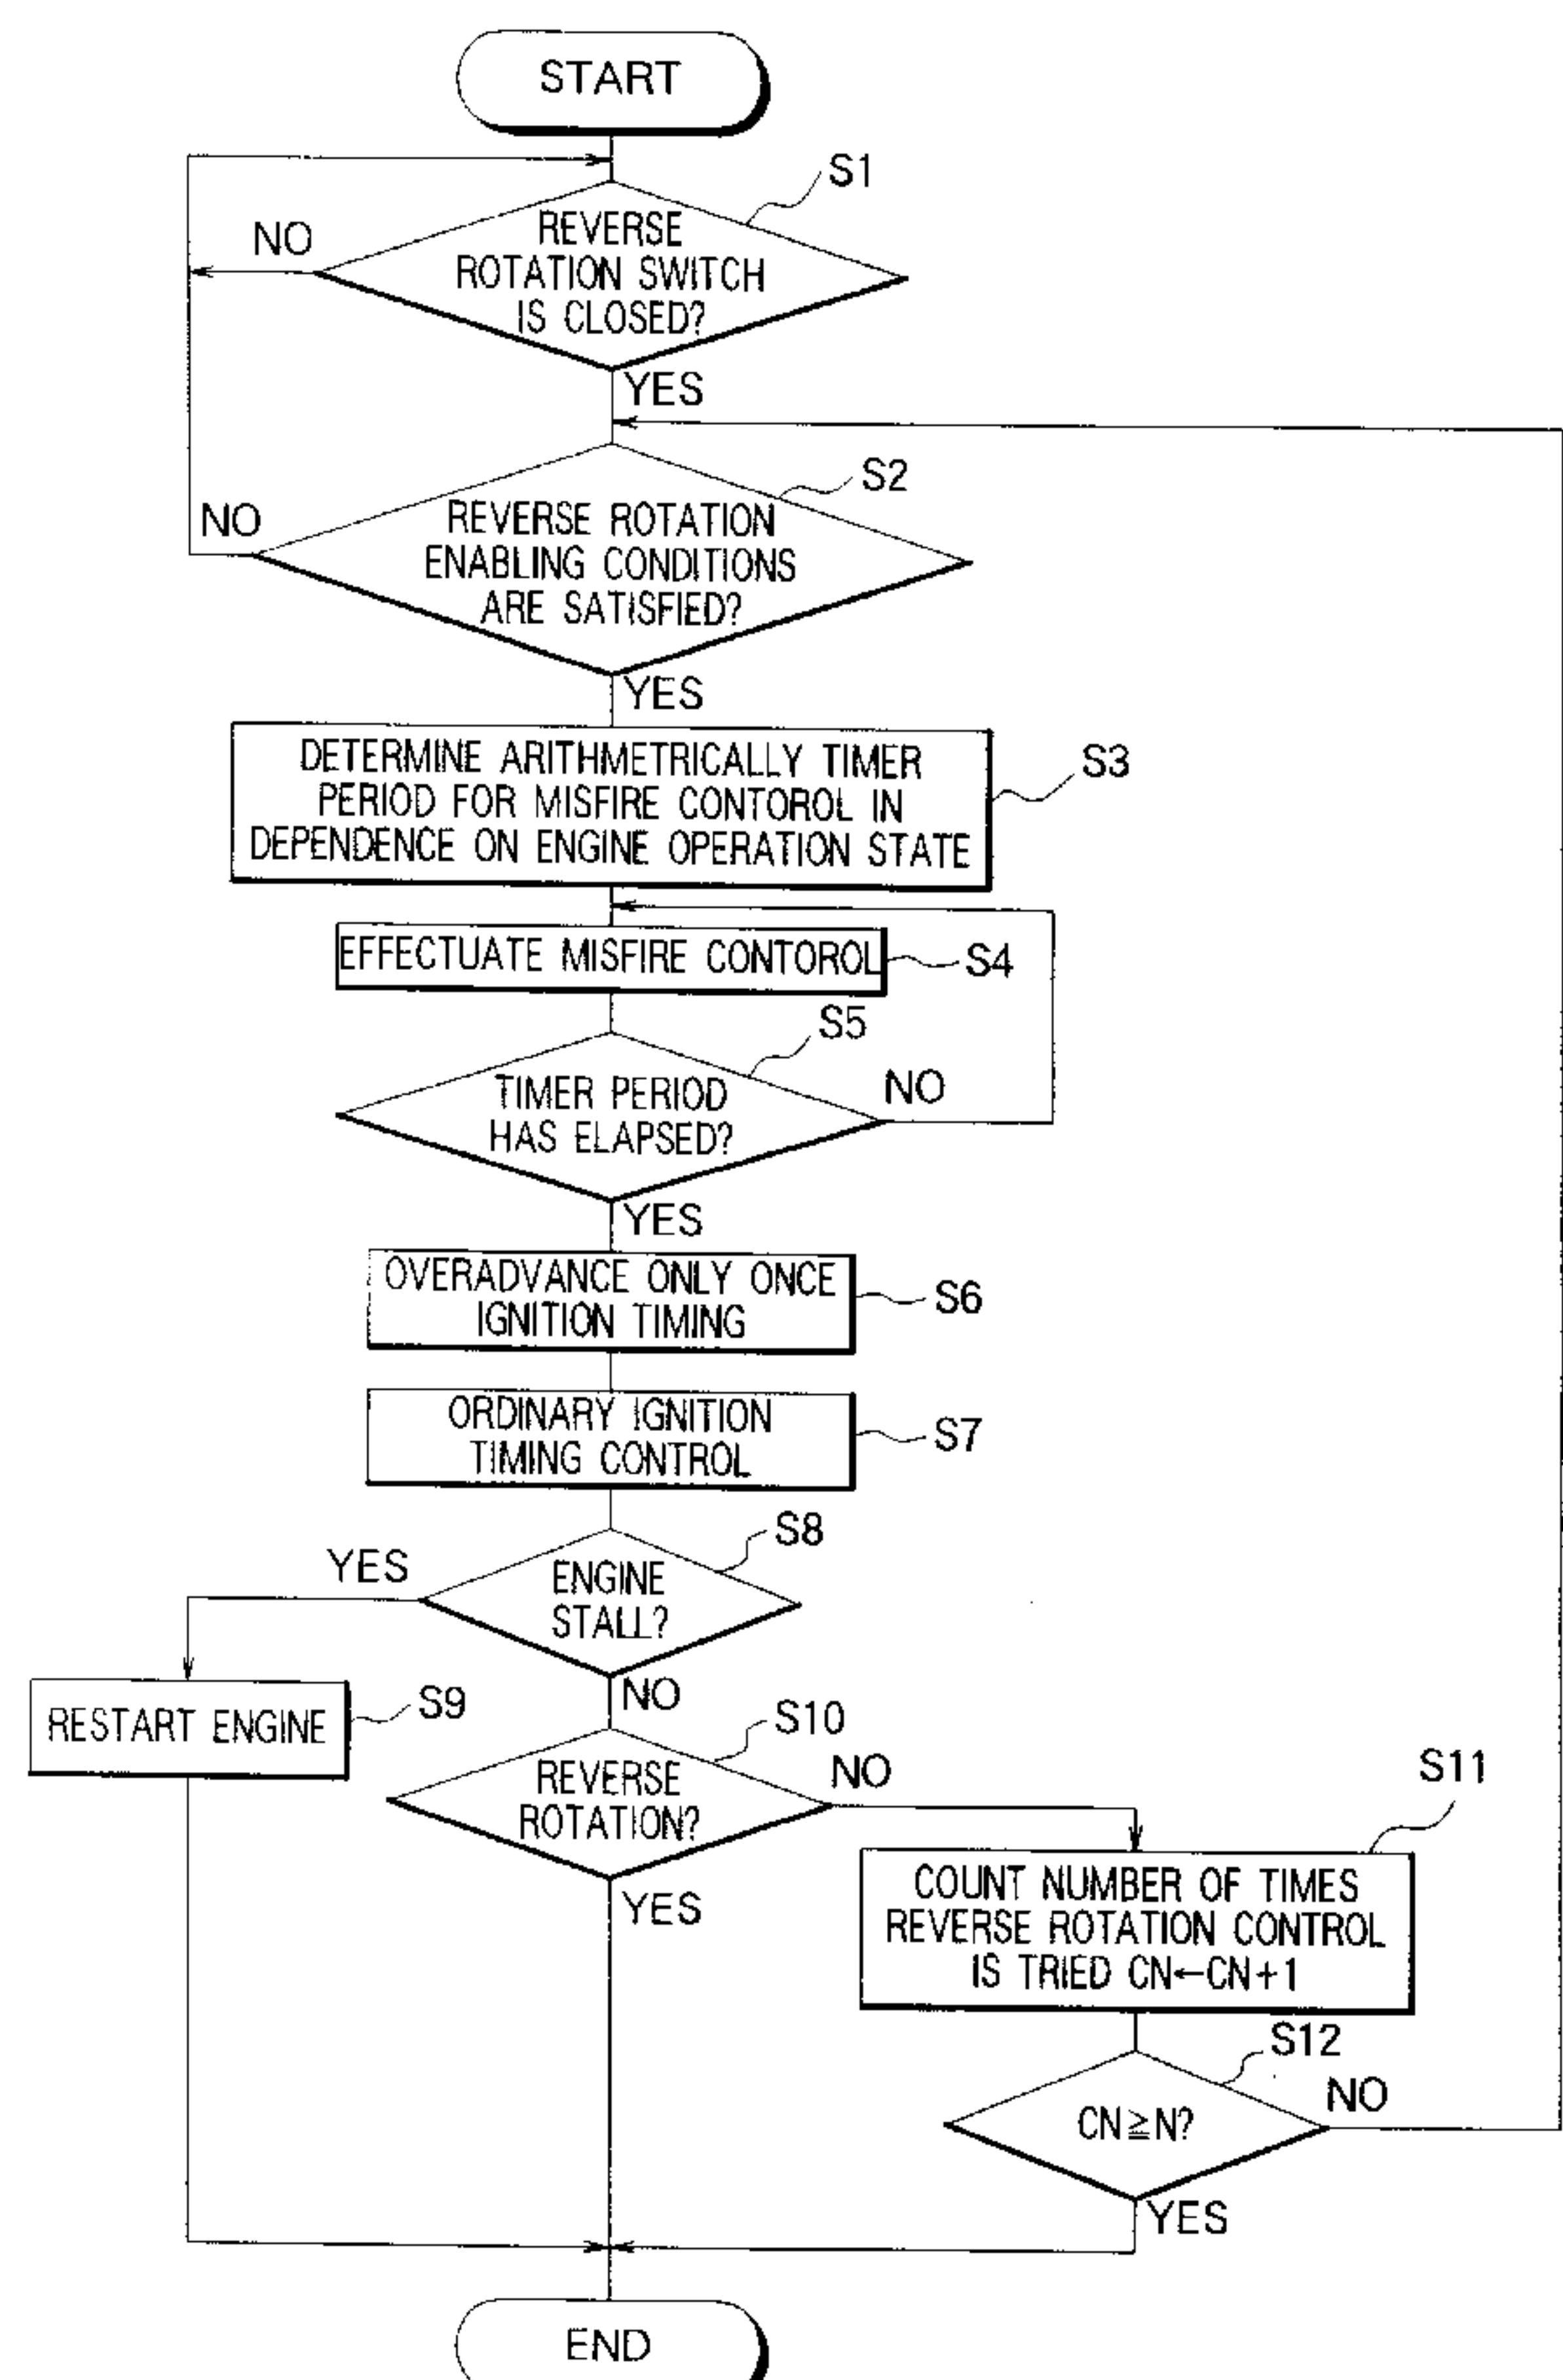 START
S1
NO
REVERSE
ROTATION SWITCH
IS CLOSED?
YES
S2
NO
REVERSE ROTATION
ENABLING CONDITIONS
ARE SATISFIED?
YES
DETERMINE ARITHMETRICALLY TIMER
PERIOD FOR MISFIRE CONTOROL IN
DEPENDENCE ON ENGINE OPERATION STATE
S3
EFFECTUATE MISFIRE CONTOROL
S4
S5
TIMER PERIOD
HAS ELAPSED?
NO
YES
OVERADVANCE ONLY ONCE
IGNITION TIMING
S6
ORDINARY IGNITION
TIMING CONTROL
S7
S8
YES
ENGINE
STALL?
NO
RESTART ENGINE
S9
S10
REVERSE
ROTATION?
NO
YES
S11
COUNT NUMBER OF TIMES
REVERSE ROTATION CONTROL
IS TRIED CN←CN+1
S12
CN≧N?
NO
YES
END